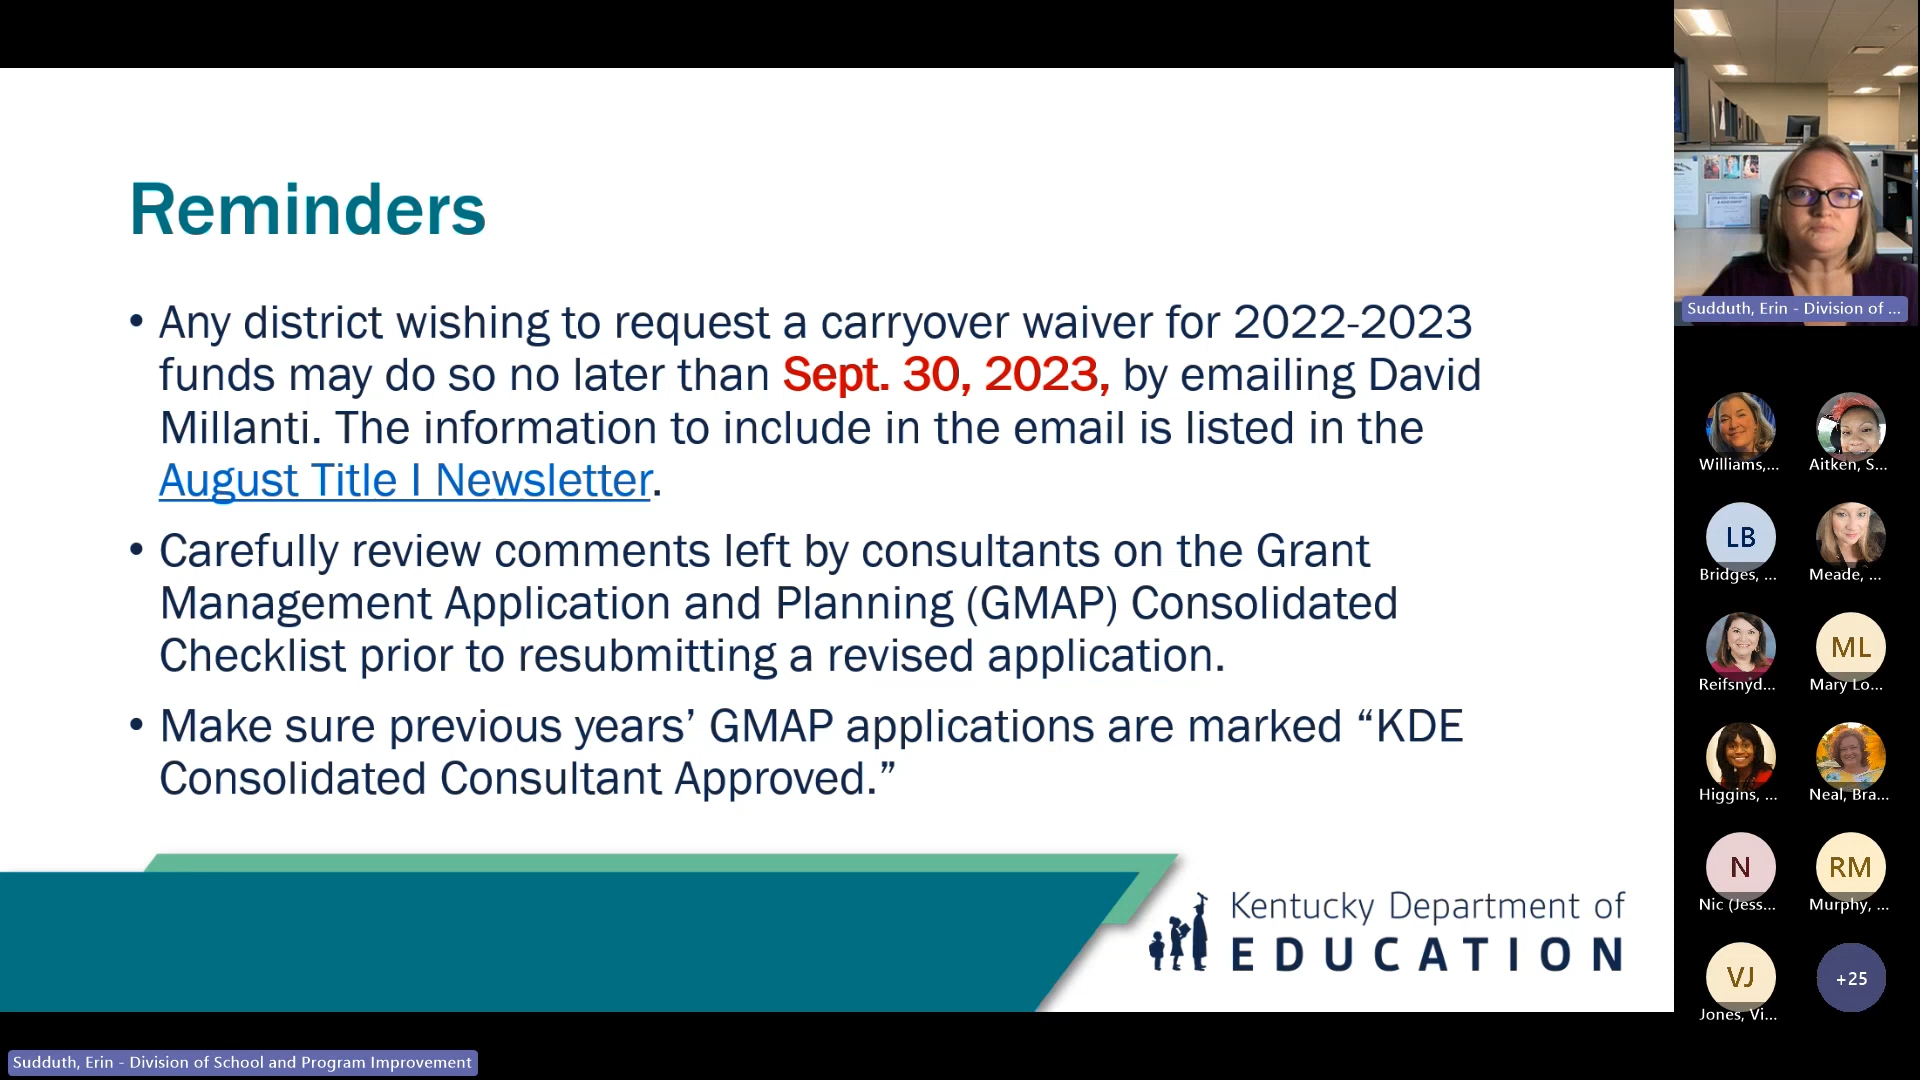 Reminders
• Any district wishing to request a carryover waiver for 2022-2023
funds may do so no later than Sept. 30, 2023, by emailing David
Millanti. The information to include in the email is listed in the
August Title I Newsletter.
• Carefully review comments left by consultants on the Grant
Management Application and Planning (GMAP) Consolidated
Checklist prior to resubmitting a revised application.
• Make sure previous years’ GMAP applications are marked “KDE
Consolidated Consultant Approved.”
Kentucky Department of
EDUCATION
Sudduth, Erin - Division of School and Program Improvement
Sudduth, Erin - Division of ...
Williams,...
Aitken, S...
LB
Bridges, ...
Meade, ...
Reifsnyd...
ML
Mary Lo...
Higgins, ...
Neal, Bra...
N
Nic (Jess...
RM
Murphy, ...
VJ
Jones, Vi...
+25